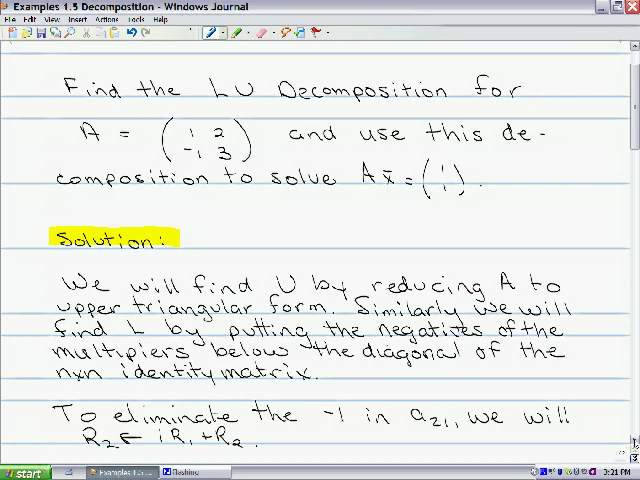 Examples 1.5 Decomposition - Windows Journal
File Edit View Insert Actions Tools Help
Find the LU Decomposition for
A = ( 1 2
-1 3 ) and use this de-
composition to solve Ax̄ = ( 1
1 ).
Solution:
We will find U by reducing A to
upper triangular form. Similarly we will
find L by putting the negatives of the
multipliers below the diagonal of the
nxn identity matrix.
To eliminate the -1 in a21, we will
R2 ← 1R1 + R2.
start
Examples 1.5
Flashing
3:21 PM